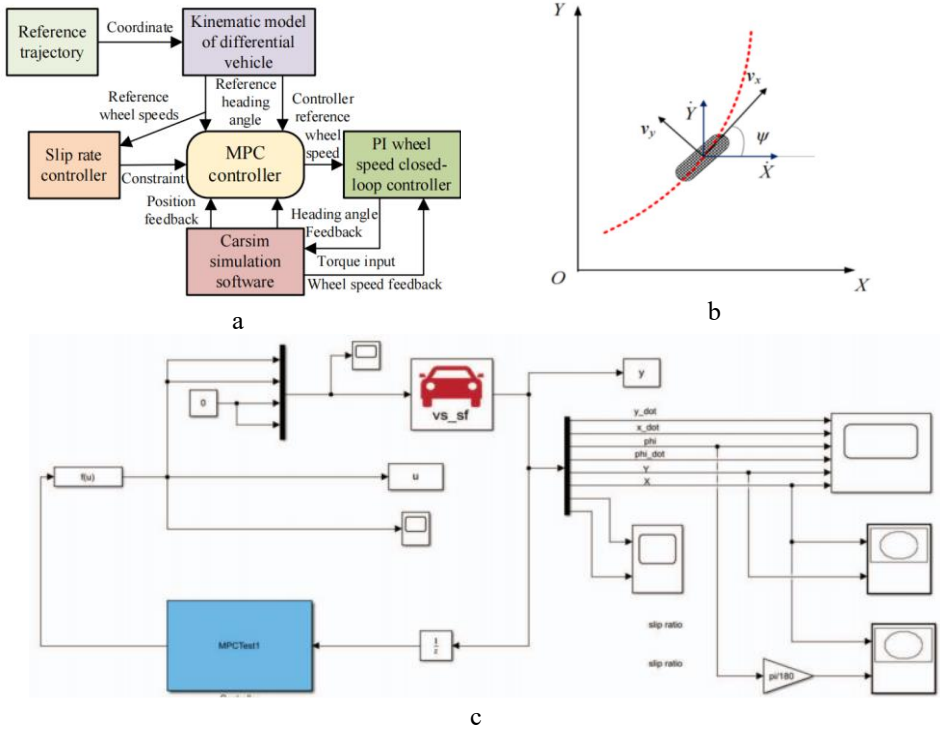 Reference
trajectory
Coordinate
Kinematic model
of differential
vehicle
Reference
wheel speeds
Reference
heading
angle
Controller
reference
wheel
speed
Slip rate
controller
Constraint
MPC
controller
PI wheel
speed closed-
loop controller
Position
feedback
Heading angle
Feedback
Carsim
simulation
software
Torque input
Wheel speed feedback
a
Y
v_x
Ẏ
v_y
ψ
Ẋ
O
X
b
0
vs_sf
y
y_dot
x_dot
phi
phi_dot
Y
X
f(u)
u
slip ratio
MPCTest1
1
z
slip ratio
pi/180
c